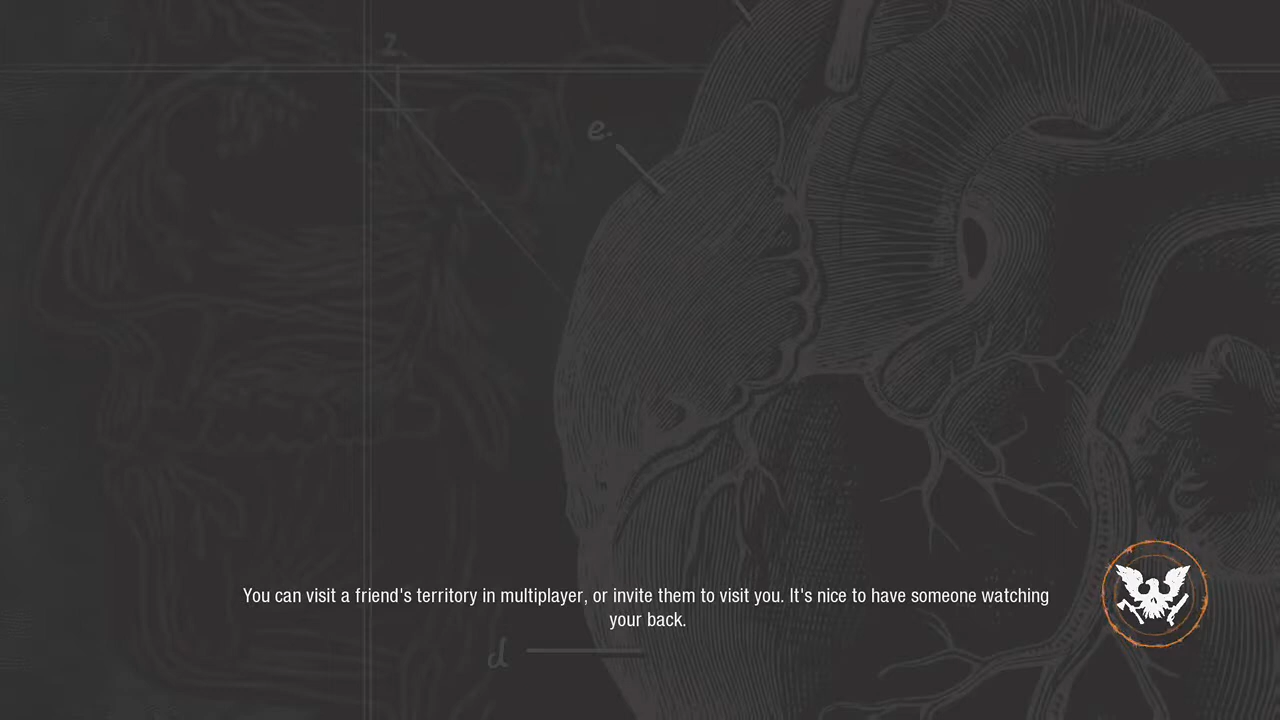 2.
e.
You can visit a friend's territory in multiplayer, or invite them to visit you. It's nice to have someone watching
your back.
d